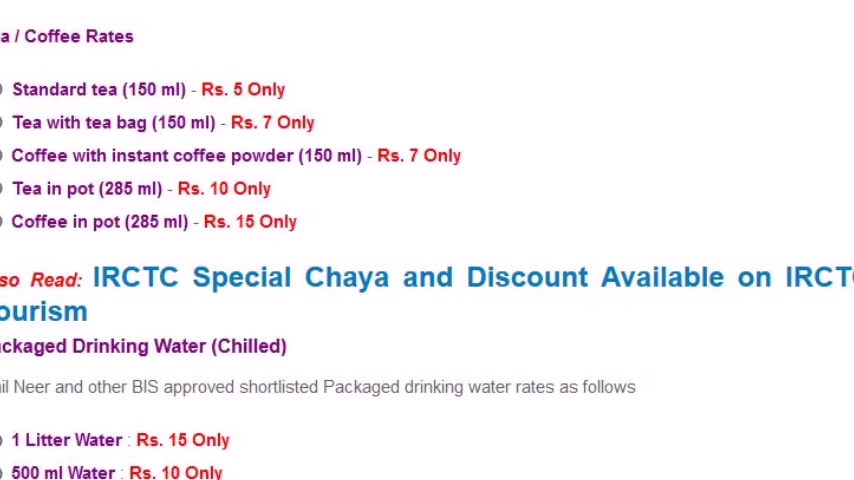 a / Coffee Rates
Standard tea (150 ml) - Rs. 5 Only
Tea with tea bag (150 ml) - Rs. 7 Only
Coffee with instant coffee powder (150 ml) - Rs. 7 Only
Tea in pot (285 ml) - Rs. 10 Only
Coffee in pot (285 ml) - Rs. 15 Only
so Read: IRCTC Special Chaya and Discount Available on IRCTC
ourism
ackaged Drinking Water (Chilled)
il Neer and other BIS approved shortlisted Packaged drinking water rates as follows
1 Litter Water : Rs. 15 Only
500 ml Water : Rs. 10 Only